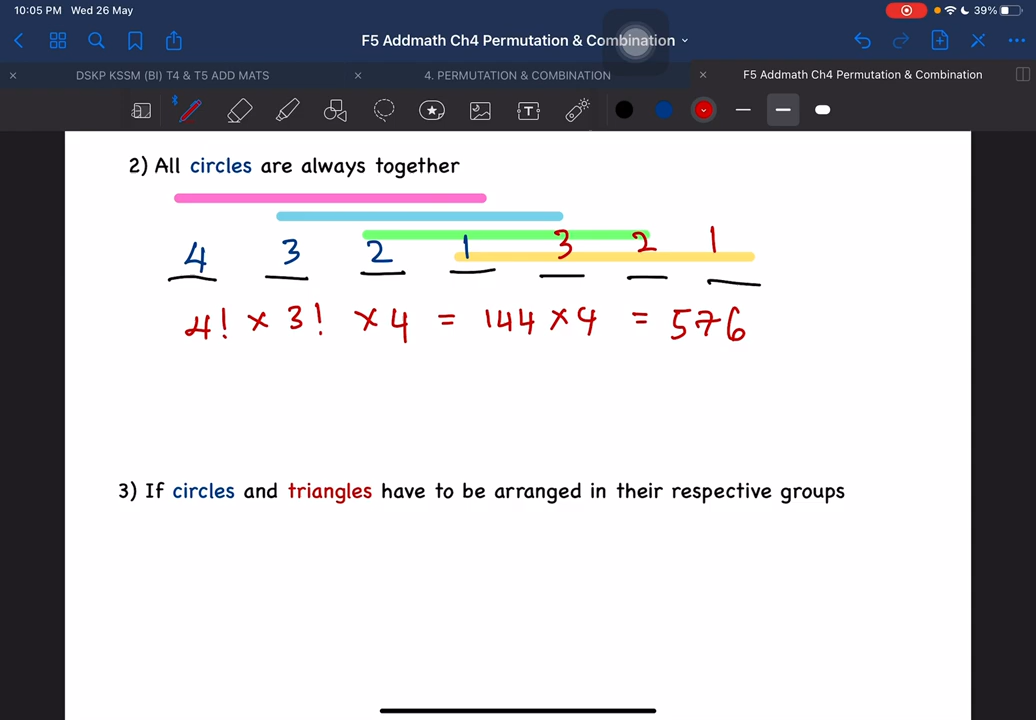 10:05 PM Wed 26 May
39%
F5 Addmath Ch4 Permutation & Combination
DSKP KSSM (BI) T4 & T5 ADD MATS
4. PERMUTATION & COMBINATION
F5 Addmath Ch4 Permutation & Combination
T
2) All circles are always together
4 3 2 1 3 2 1
4! × 3! × 4 = 144 × 4 = 576
3) If circles and triangles have to be arranged in their respective groups